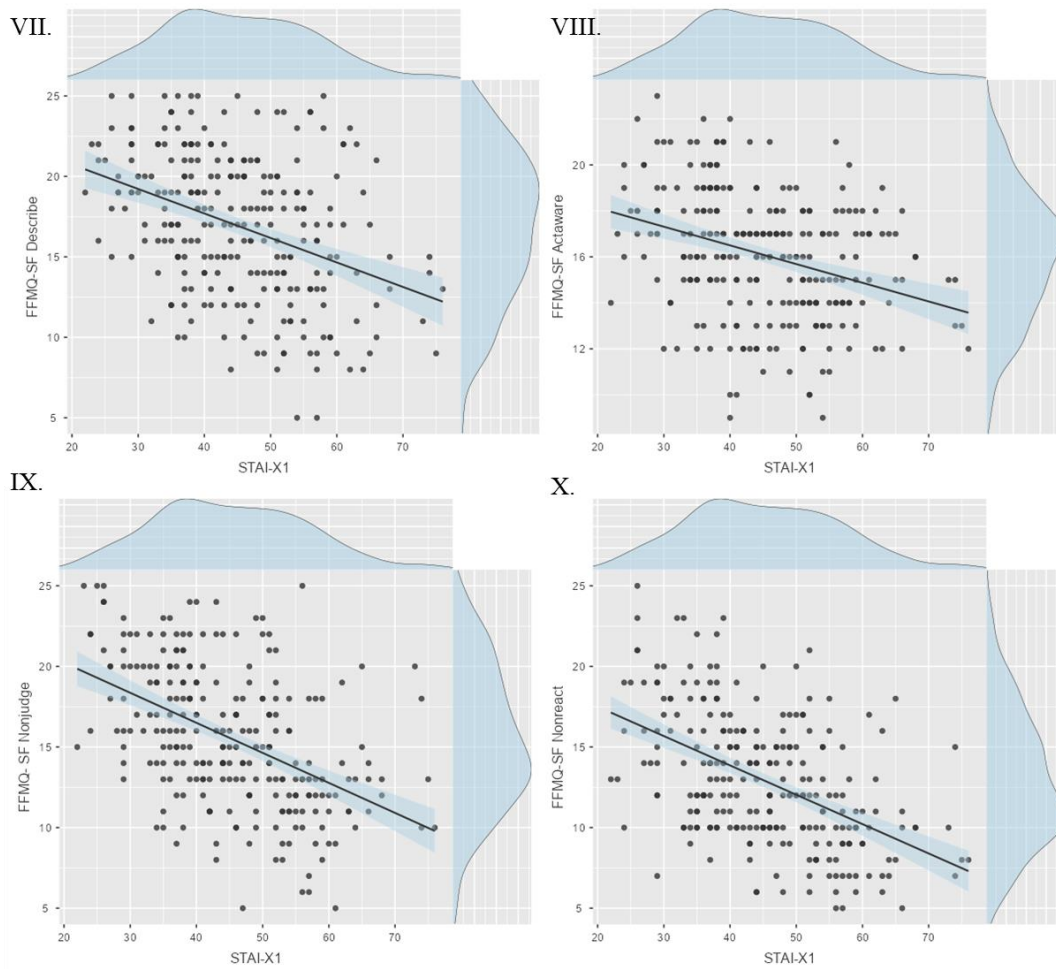 VII.
25
20
15
10
5
FFMQ-SF Describe
20 30 40 50 60 70
STAI-X1
VIII.
20
16
12
FFMQ-SF Actaware
20 30 40 50 60 70
STAI-X1
IX.
25
20
15
10
5
FFMQ- SF Nonjudge
20 30 40 50 60 70
STAI-X1
X.
25
20
15
10
5
FFMQ-SF Nonreact
20 30 40 50 60 70
STAI-X1